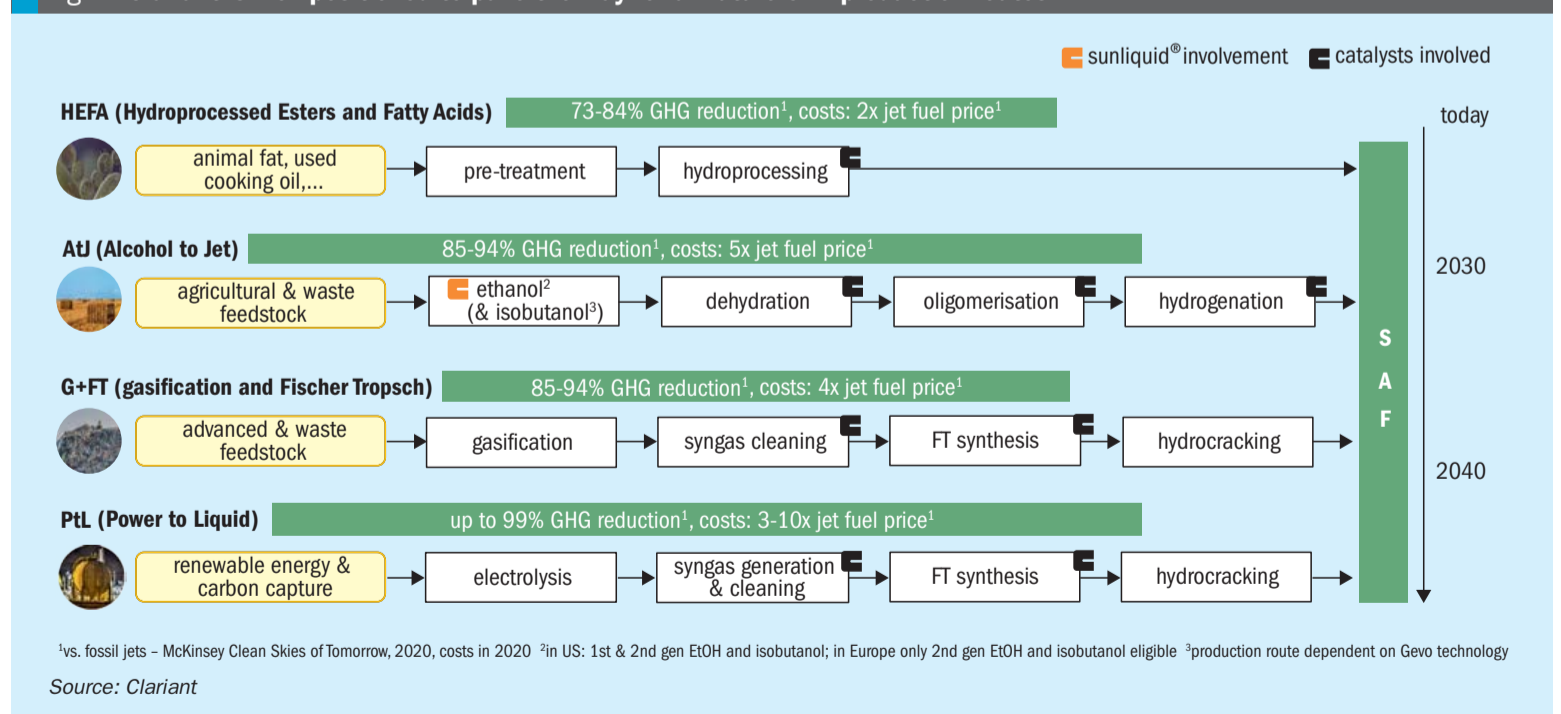 sunliquid® involvement catalysts involved
HEFA (Hydroprocessed Esters and Fatty Acids) 73-84% GHG reduction¹, costs: 2x jet fuel price¹
today
animal fat, used
cooking oil,...
pre-treatment
hydroprocessing
AtJ (Alcohol to Jet) 85-94% GHG reduction¹, costs: 5x jet fuel price¹
2030
agricultural & waste
feedstock
ethanol²
(& isobutanol³)
dehydration
oligomerisation
hydrogenation
S
A
F
G+FT (gasification and Fischer Tropsch) 85-94% GHG reduction¹, costs: 4x jet fuel price¹
advanced & waste
feedstock
gasification
syngas cleaning
FT synthesis
hydrocracking
2040
PtL (Power to Liquid) up to 99% GHG reduction¹, costs: 3-10x jet fuel price¹
renewable energy &
carbon capture
electrolysis
syngas generation
& cleaning
FT synthesis
hydrocracking
¹vs. fossil jets – McKinsey Clean Skies of Tomorrow, 2020, costs in 2020 ²in US: 1st & 2nd gen EtOH and isobutanol; in Europe only 2nd gen EtOH and isobutanol eligible ³production route dependent on Gevo technology
Source: Clariant